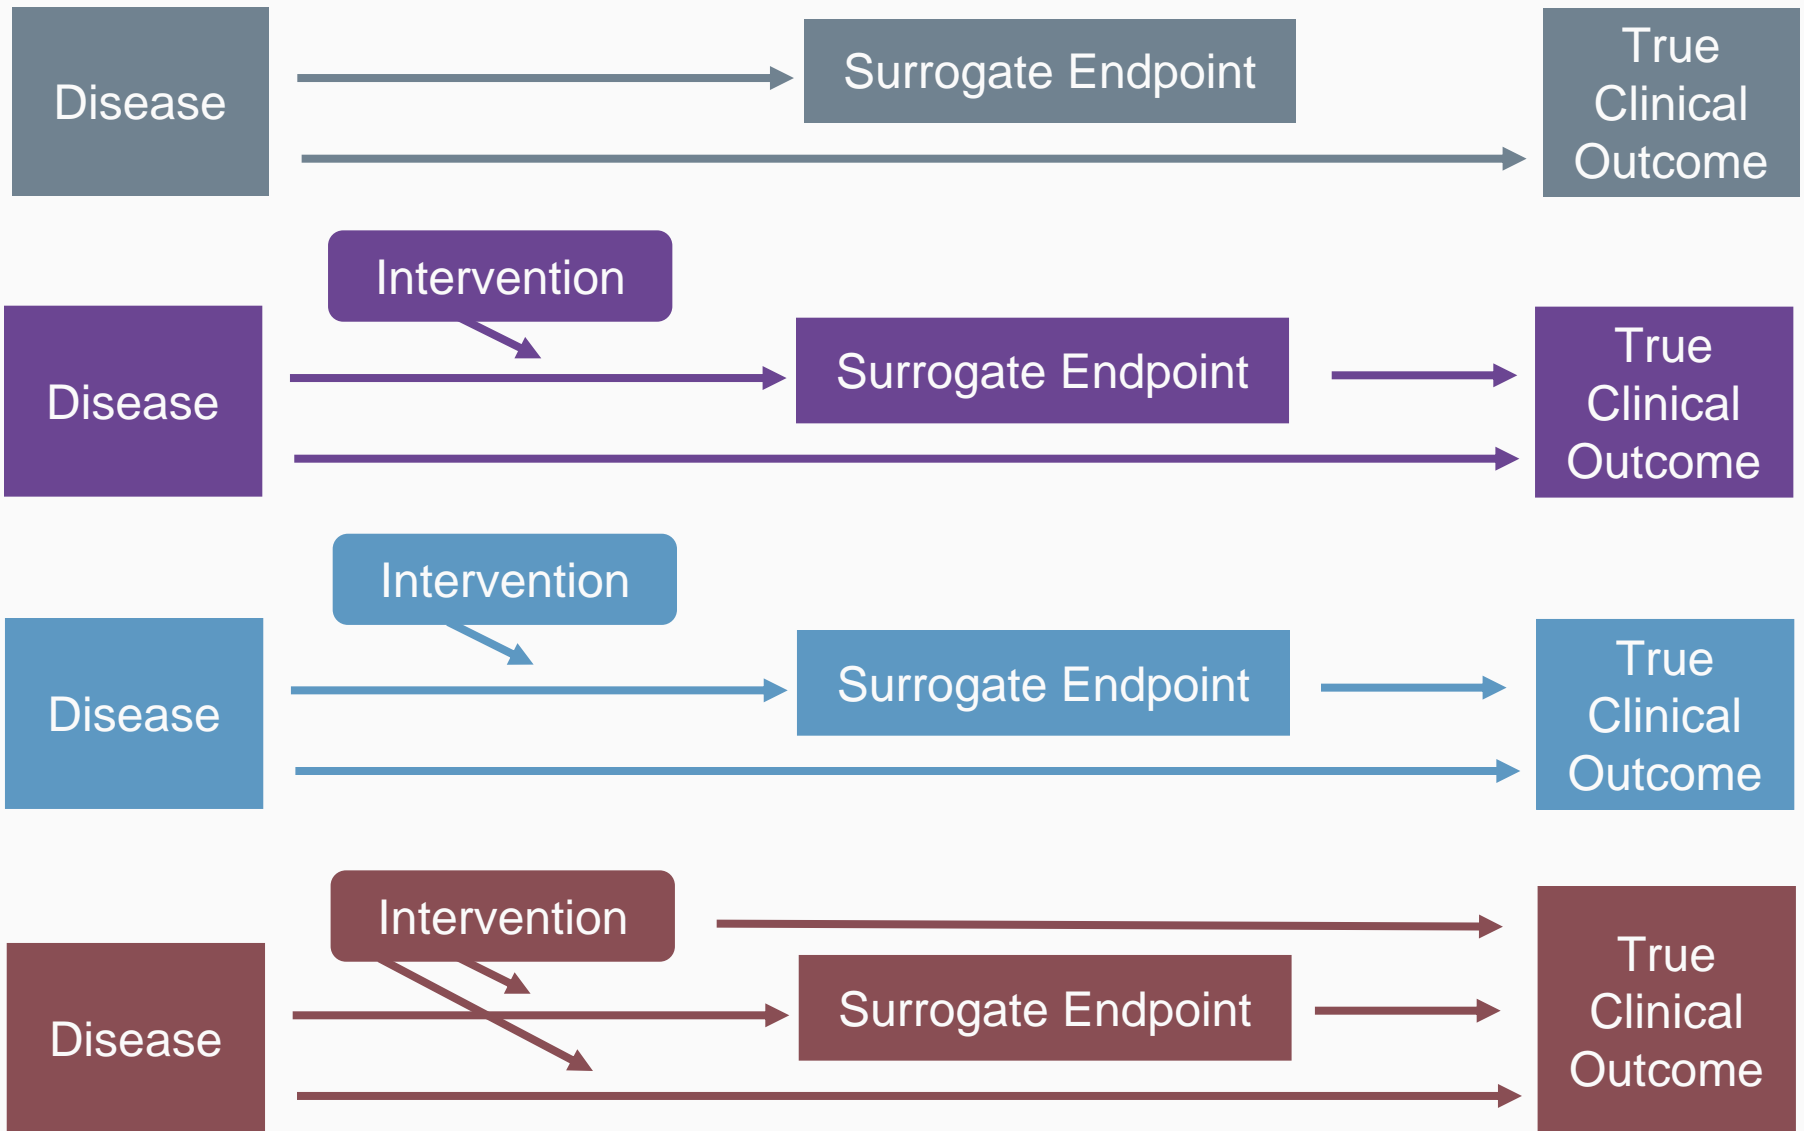 Disease
Surrogate Endpoint
True
Clinical
Outcome
Intervention
Disease
Surrogate Endpoint
True
Clinical
Outcome
Intervention
Disease
Surrogate Endpoint
True
Clinical
Outcome
Intervention
Disease
Surrogate Endpoint
True
Clinical
Outcome